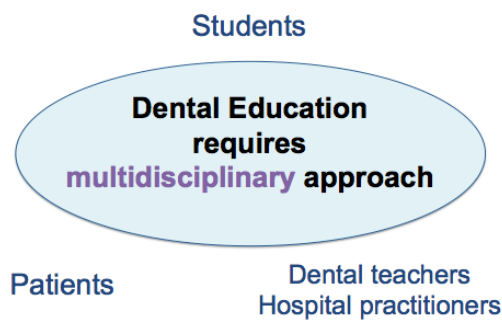 Students
Dental Education
requires
multidisciplinary approach
Patients
Dental teachers
Hospital practitioners